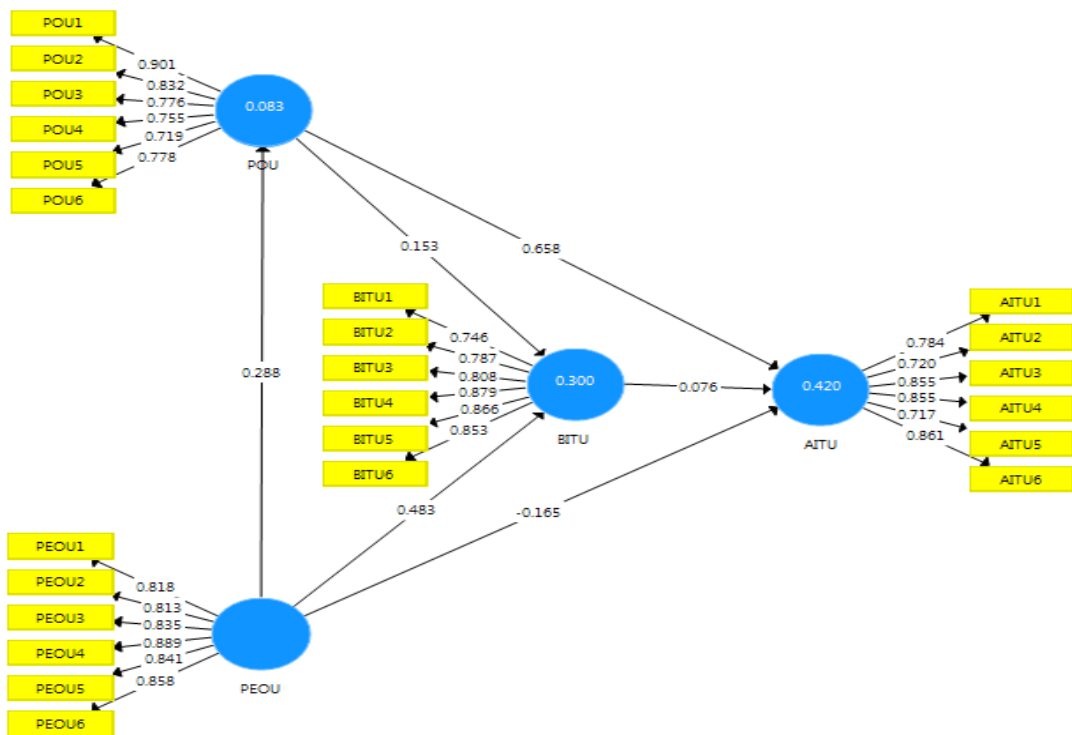 POU1
POU2
POU3
POU4
POU5
POU6
0.901
0.832
0.776
0.755
0.719
0.778
0.083
POU
0.153
0.658
0.288
BITU1
BITU2
BITU3
BITU4
BITU5
BITU6
0.746
0.787
0.808
0.879
0.866
0.853
0.300
BITU
0.076
0.420
AITU
0.784
0.720
0.855
0.855
0.717
0.861
AITU1
AITU2
AITU3
AITU4
AITU5
AITU6
0.483
-0.165
PEOU1
PEOU2
PEOU3
PEOU4
PEOU5
PEOU6
0.818
0.813
0.835
0.889
0.841
0.858
PEOU